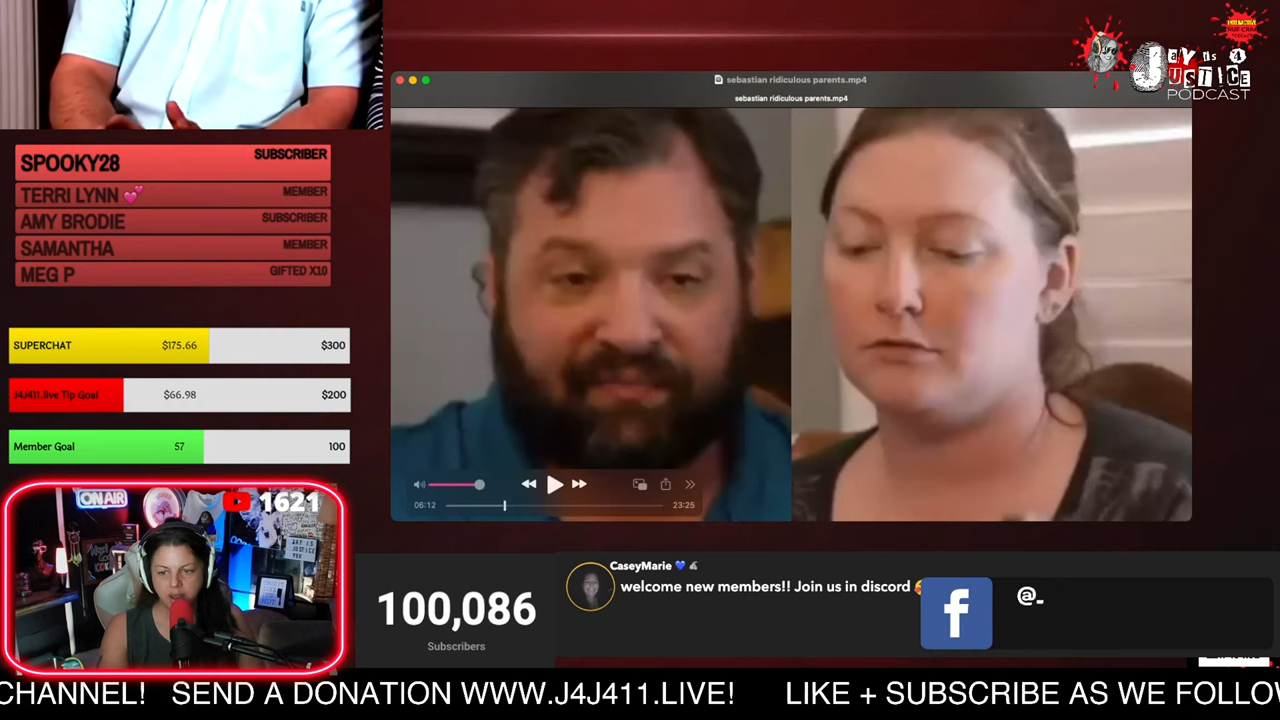 sebastian ridiculous parents.mp4
sebastian ridiculous parents.mp4
JAY IS 4
JUSTICE
PODCAST
SPOOKY28 SUBSCRIBER
TERRI LYNN 💕 MEMBER
AMY BRODIE SUBSCRIBER
SAMANTHA MEMBER
MEG P GIFTED X10
SUPERCHAT $175.66 $300
J4J411.live Tip Goal $66.98 $200
Member Goal 57 100
ON AIR
1621
06:12 23:25
100,086
Subscribers
CaseyMarie 💙
welcome new members!! Join us in discord
f
@-
CHANNEL! SEND A DONATION WWW.J4J411.LIVE! LIKE + SUBSCRIBE AS WE FOLLOW